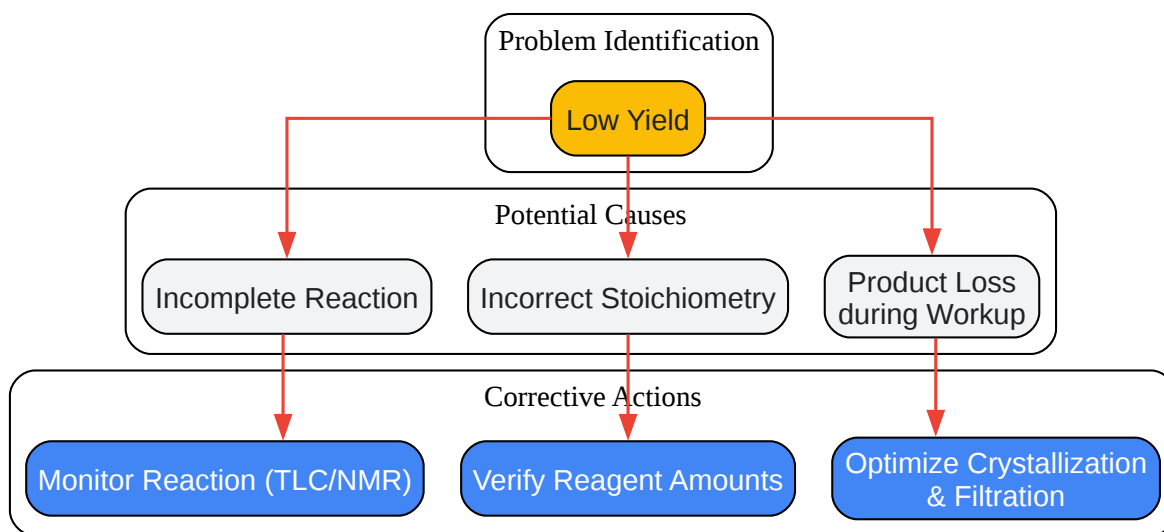 Problem Identification
Low Yield
Potential Causes
Incomplete Reaction
Incorrect Stoichiometry
Product Loss
during Workup
Corrective Actions
Monitor Reaction (TLC/NMR)
Verify Reagent Amounts
Optimize Crystallization
& Filtration